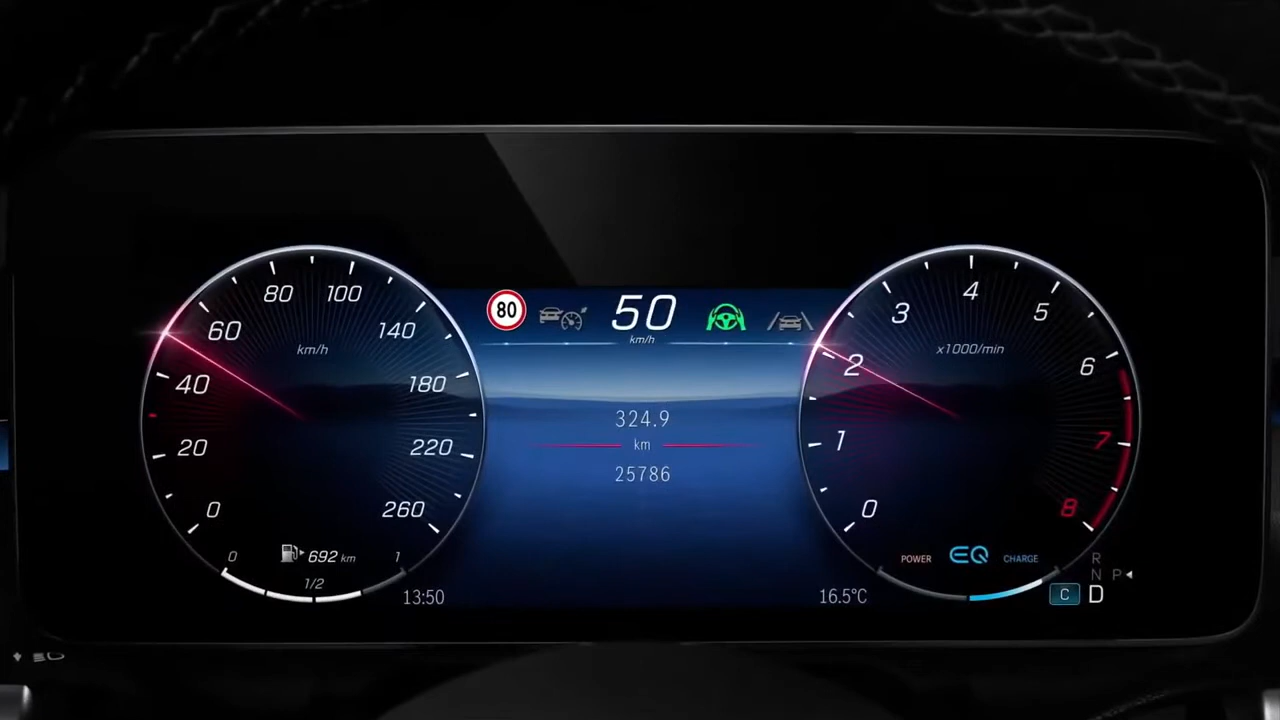 80 50 km/h
80 100
60 140
km/h
40 180
20 220
0 260
0 692 km 1
1/2
13:50
324.9
km
25786
4
3 5
x1000/min
2 6
1 7
0 8
POWER EQ CHARGE
16.5°C
R
N P
C D